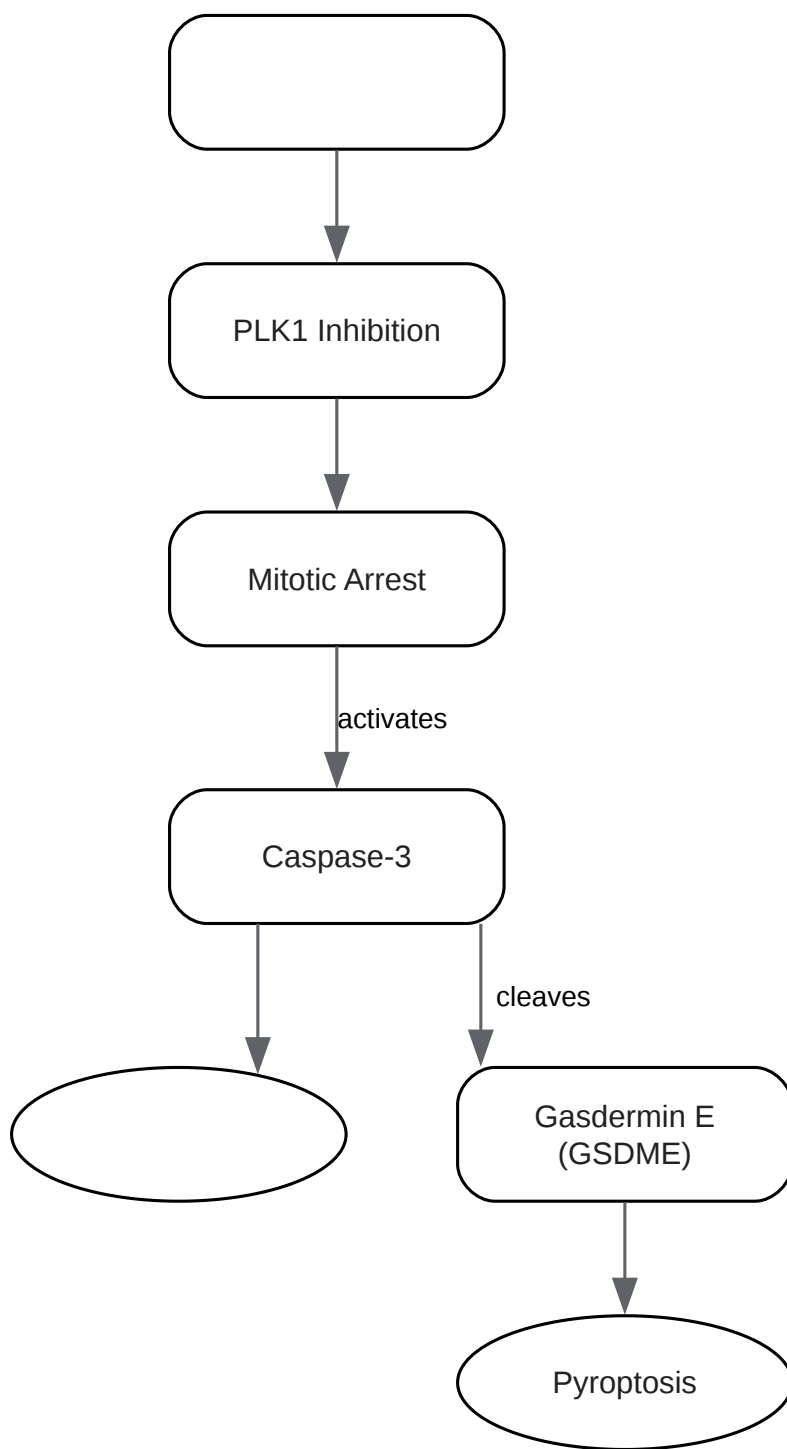 PLK1 Inhibition
Mitotic Arrest
activates
Caspase-3
cleaves
Gasdermin E
(GSDME)
Pyroptosis